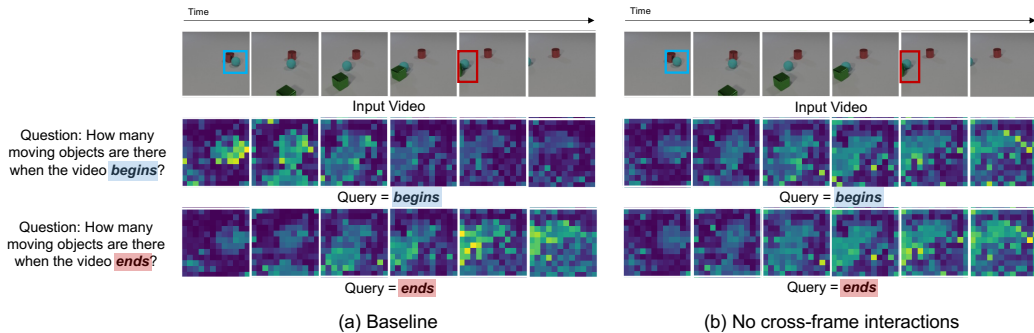 Time
Time
Input Video
Input Video
Question: How many
moving objects are there
when the video begins?
Query = begins
Query = begins
Question: How many
moving objects are there
when the video ends?
Query = ends
Query = ends
(a) Baseline
(b) No cross-frame interactions